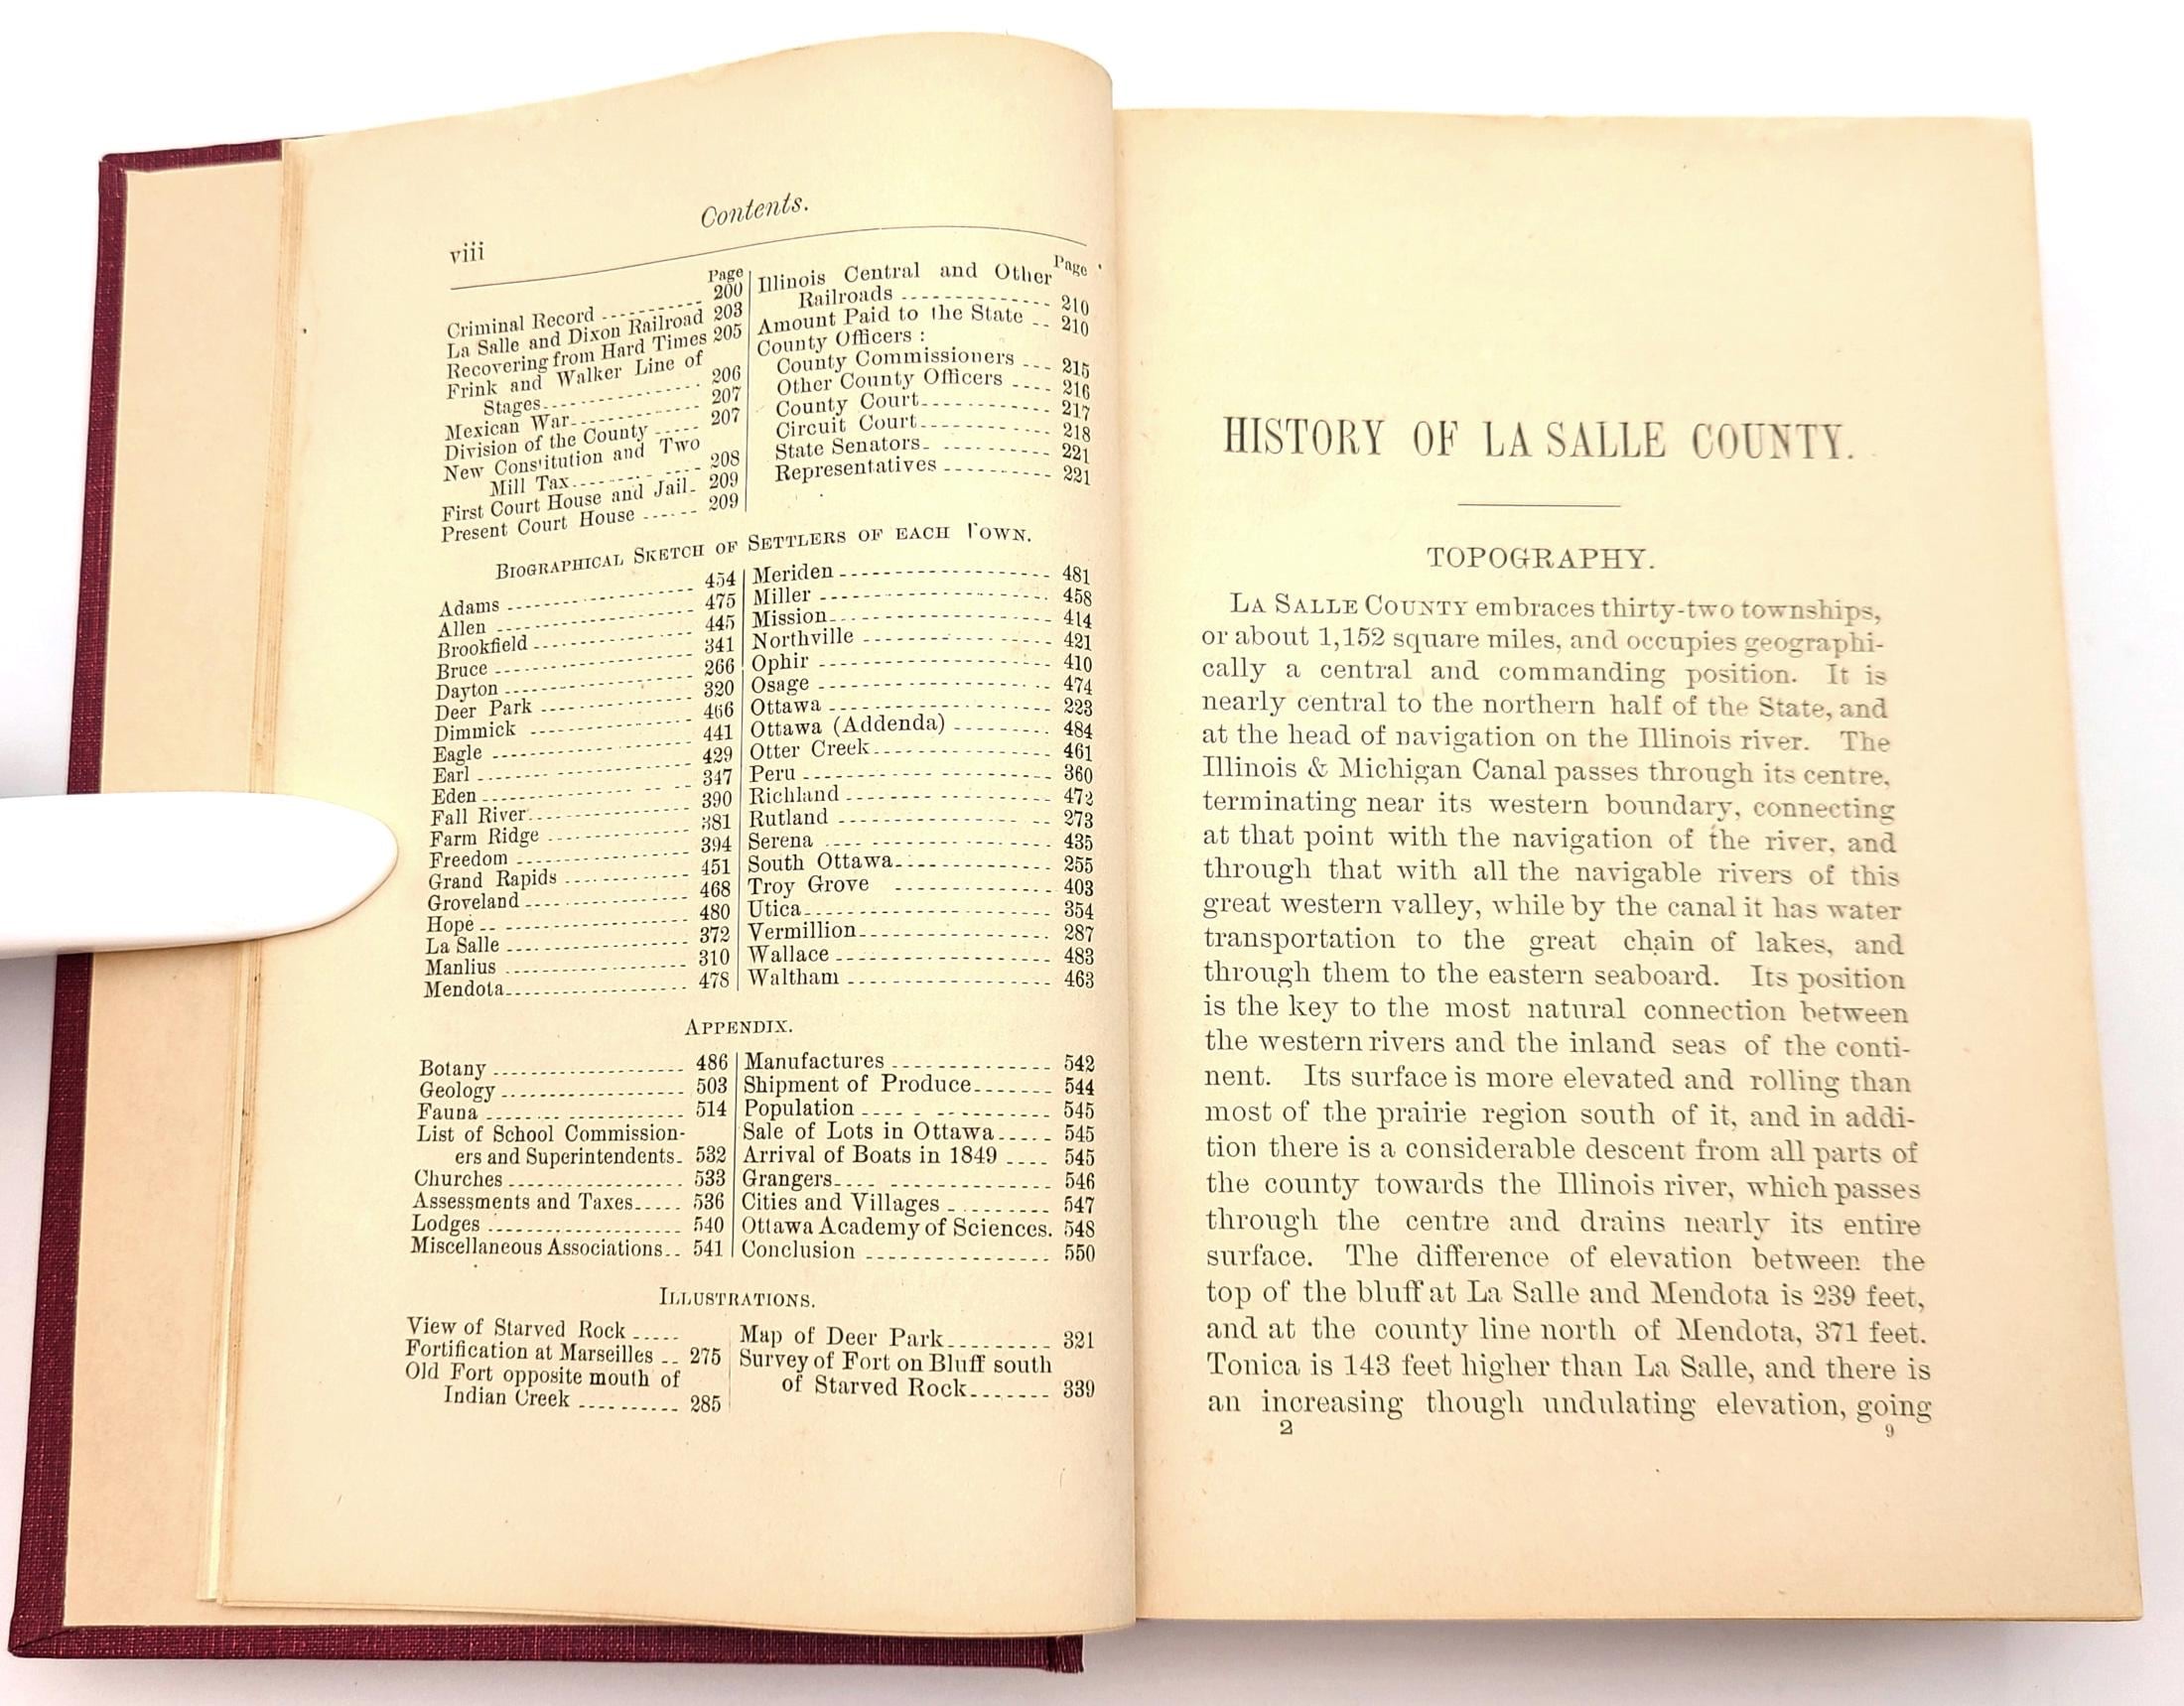 viii
Contents.
Page
Criminal Record ---------- 200
La Salle and Dixon Railroad 203
Recovering from Hard Times 205
Frink and Walker Line of
Stages---------------- 206
Mexican War------------- 207
Division of the County ----- 207
New Cons'itution and Two
Mill Tax------------- 208
First Court House and Jail- 209
Present Court House ------ 209
Page
Illinois Central and Other
Railroads --------------- 210
Amount Paid to the State -- 210
County Officers :
County Commissioners --- 215
Other County Officers ---- 216
County Court------------- 217
Circuit Court------------- 218
State Senators- ----------- 221
Representatives ---------- 221
Biographical Sketch of Settlers of each Town.
Adams ------------------ 454
Allen ------------------- 475
Brookfield --------------- 445
Bruce ------------------- 341
Dayton ------------------ 266
Deer Park --------------- 320
Dimmick ---------------- 466
Eagle ------------------- 441
Earl --------------------- 429
Eden -------------------- 347
Fall River---------------- 390
Farm Ridge -------------- 381
Freedom ---------------- 394
Grand Rapids ------------ 451
Groveland --------------- 468
Hope -------------------- 480
La Salle ----------------- 372
Manlius ----------------- 310
Mendota----------------- 478
Meriden ------------------- 481
Miller --------------------- 458
Mission-------------------- 414
Northville ----------------- 421
Ophir --------------------- 410
Osage --------------------- 474
Ottawa -------------------- 223
Ottawa (Addenda) --------- 484
Otter Creek---------------- 461
Peru ---------------------- 360
Richland ------------------ 472
Rutland ------------------- 273
Serena -------------------- 435
South Ottawa-------------- 255
Troy Grove --------------- 403
Utica---------------------- 354
Vermillion----------------- 287
Wallace ------------------- 483
Waltham ------------------ 463
Appendix.
Botany ------------------ 486
Geology ----------------- 503
Fauna ------------------- 514
List of School Commission-
ers and Superintendents- 532
Churches ---------------- 533
Assessments and Taxes----- 536
Lodges ------------------ 540
Miscellaneous Associations-- 541
Manufactures -------------- 542
Shipment of Produce------- 544
Population ---------------- 545
Sale of Lots in Ottawa----- 545
Arrival of Boats in 1849 ---- 545
Grangers------------------- 546
Cities and Villages --------- 547
Ottawa Academy of Sciences. 548
Conclusion ---------------- 550
Illustrations.
View of Starved Rock -----
Fortification at Marseilles -- 275
Old Fort opposite mouth of
Indian Creek ---------- 285
Map of Deer Park--------- 321
Survey of Fort on Bluff south
of Starved Rock------- 339
HISTORY OF LA SALLE COUNTY.
TOPOGRAPHY.
La Salle County embraces thirty-two townships,
or about 1,152 square miles, and occupies geographi-
cally a central and commanding position. It is
nearly central to the northern half of the State, and
at the head of navigation on the Illinois river. The
Illinois & Michigan Canal passes through its centre,
terminating near its western boundary, connecting
at that point with the navigation of the river, and
through that with all the navigable rivers of this
great western valley, while by the canal it has water
transportation to the great chain of lakes, and
through them to the eastern seaboard. Its position
is the key to the most natural connection between
the western rivers and the inland seas of the conti-
nent. Its surface is more elevated and rolling than
most of the prairie region south of it, and in addi-
tion there is a considerable descent from all parts of
the county towards the Illinois river, which passes
through the centre and drains nearly its entire
surface. The difference of elevation between the
top of the bluff at La Salle and Mendota is 239 feet,
and at the county line north of Mendota, 371 feet.
Tonica is 143 feet higher than La Salle, and there is
an increasing though undulating elevation, going
2
9